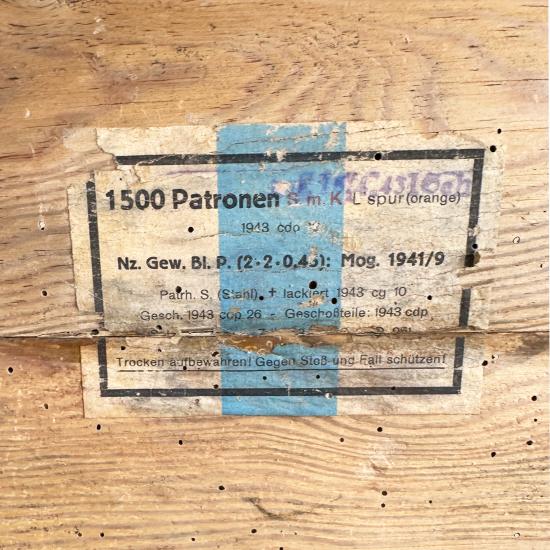 1500 Patronen S. m. K. L'spur (orange)
1943 cdp
Nz. Gew. Bl. P. (2·2·0,45): Mog. 1941/9
Patrh. S. (Stahl), + lackiert 1943 cg 10
Gesch. 1943 cdp 26 - Geschoßteile: 1943 cdp
Trocken aufbewahren! Gegen Stoß und Fall schützen!